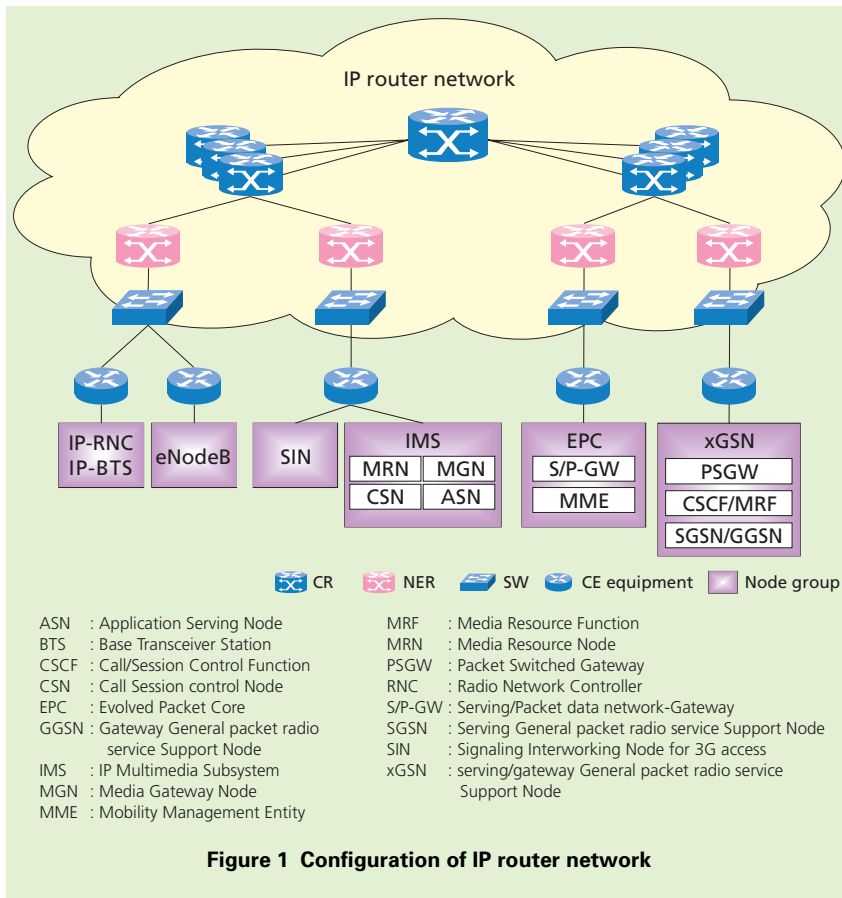 IP router network
IP-RNC
IP-BTS
eNodeB
SIN
IMS
MRN MGN
CSN ASN
EPC
S/P-GW
MME
xGSN
PSGW
CSCF/MRF
SGSN/GGSN
CR NER SW CE equipment Node group
ASN : Application Serving Node
BTS : Base Transceiver Station
CSCF : Call/Session Control Function
CSN : Call Session control Node
EPC : Evolved Packet Core
GGSN : Gateway General packet radio
service Support Node
IMS : IP Multimedia Subsystem
MGN : Media Gateway Node
MME : Mobility Management Entity
MRF : Media Resource Function
MRN : Media Resource Node
PSGW : Packet Switched Gateway
RNC : Radio Network Controller
S/P-GW : Serving/Packet data network-Gateway
SGSN : Serving General packet radio service Support Node
SIN : Signaling Interworking Node for 3G access
xGSN : serving/gateway General packet radio service
Support Node
Figure 1 Configuration of IP router network